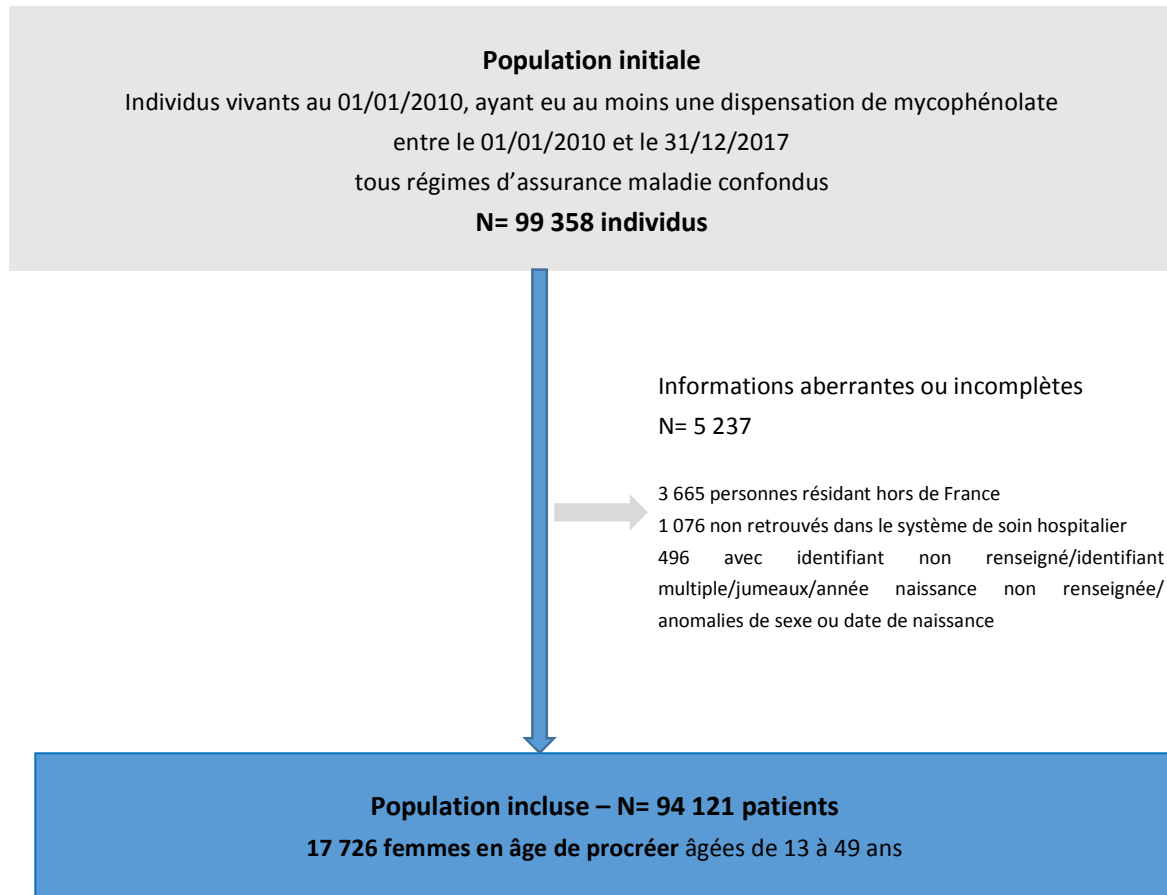 Population initiale
Individus vivants au 01/01/2010, ayant eu au moins une dispensation de mycophénolate
entre le 01/01/2010 et le 31/12/2017
tous régimes d’assurance maladie confondus
N= 99 358 individus
Informations aberrantes ou incomplètes
N= 5 237
3 665 personnes résidant hors de France
1 076 non retrouvés dans le système de soin hospitalier
496 avec identifiant non renseigné/identifiant
multiple/jumeaux/année naissance non renseignée/
anomalies de sexe ou date de naissance
Population incluse – N= 94 121 patients
17 726 femmes en âge de procréer âgées de 13 à 49 ans